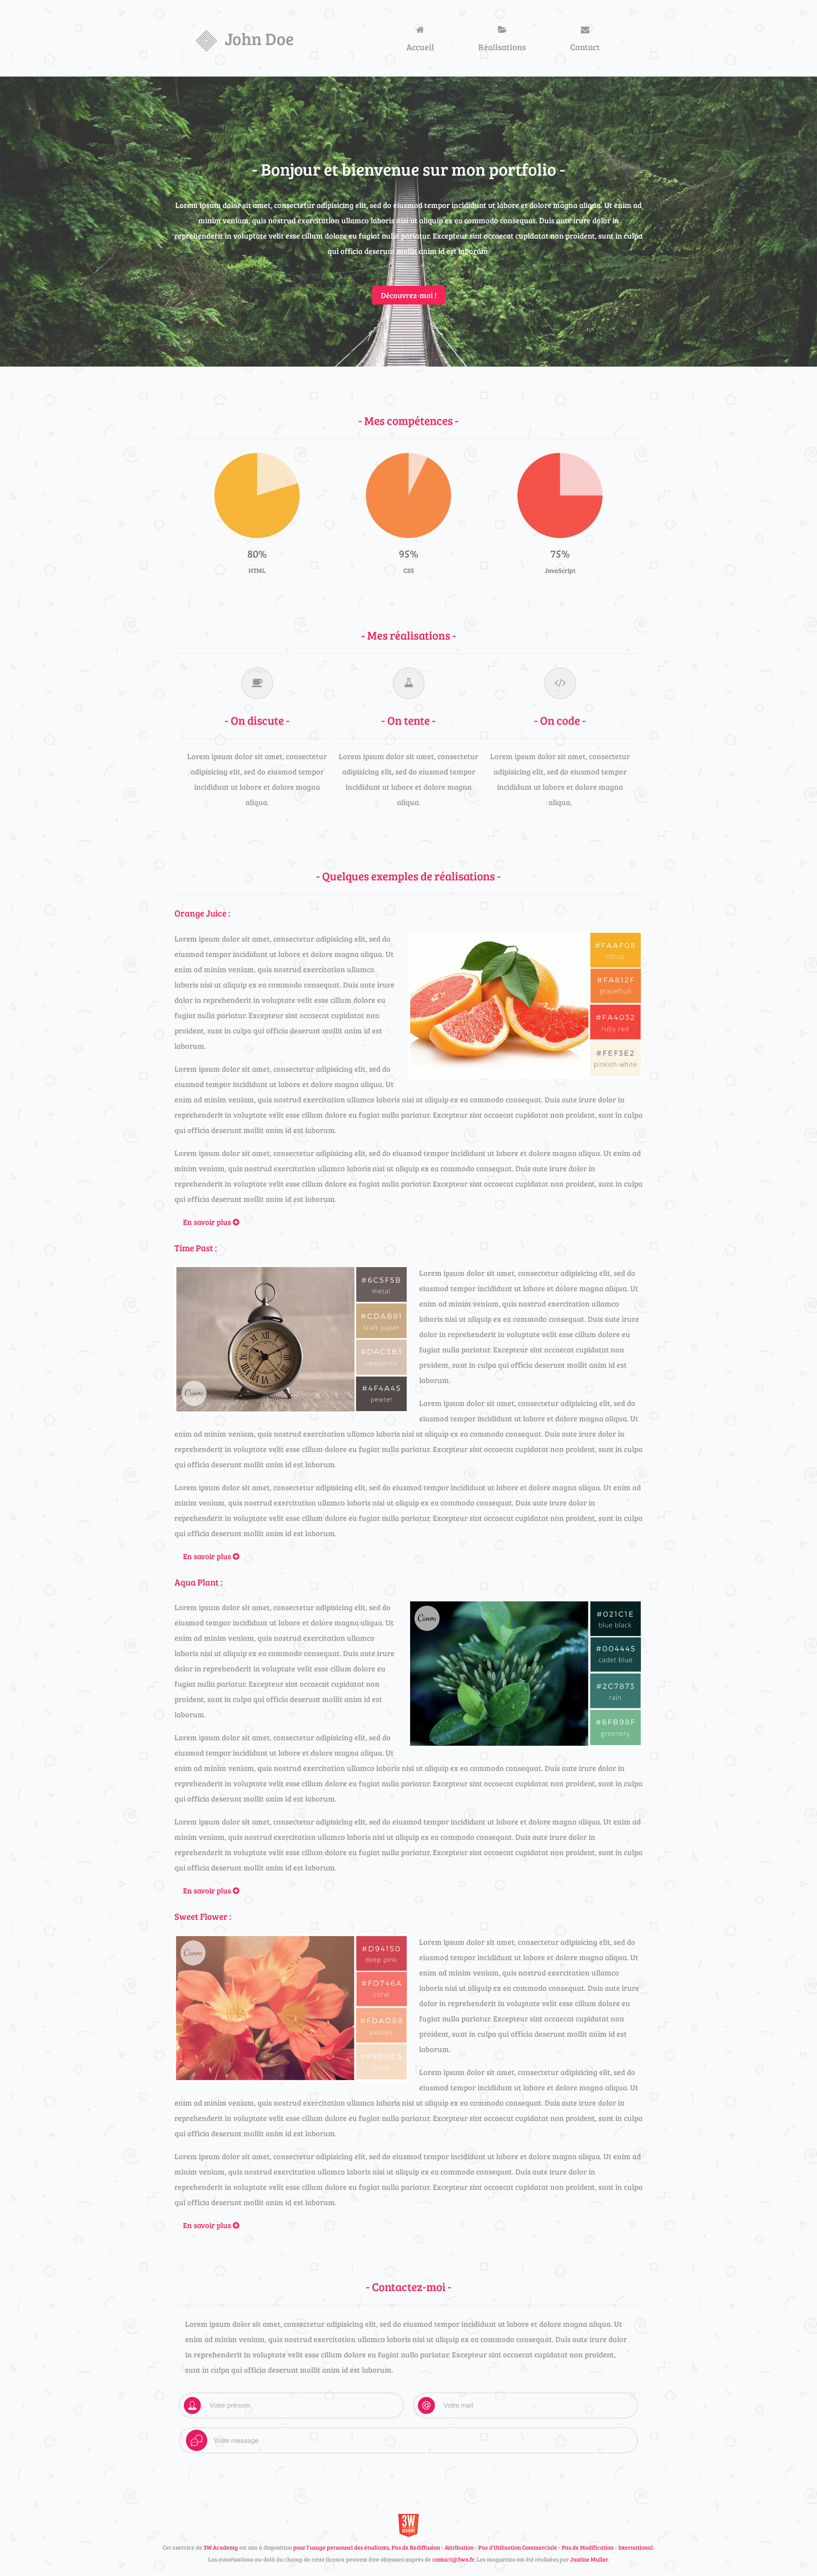 John Doe
Accueil
Réalisations
Contact
- Bonjour et bienvenue sur mon portfolio -
Lorem ipsum dolor sit amet, consectetur adipisicing elit, sed do eiusmod tempor incididunt ut labore et dolore magna aliqua. Ut enim ad
minim veniam, quis nostrud exercitation ullamco laboris nisi ut aliquip ex ea commodo consequat. Duis aute irure dolor in
reprehenderit in voluptate velit esse cillum dolore eu fugiat nulla pariatur. Excepteur sint occaecat cupidatat non proident, sunt in culpa
qui officia deserunt mollit anim id est laborum.
Découvrez-moi !
- Mes compétences -
80%
HTML
95%
CSS
75%
JavaScript
- Mes réalisations -
- On discute -
Lorem ipsum dolor sit amet, consectetur
adipisicing elit, sed do eiusmod tempor
incididunt ut labore et dolore magna
aliqua.
- On tente -
Lorem ipsum dolor sit amet, consectetur
adipisicing elit, sed do eiusmod tempor
incididunt ut labore et dolore magna
aliqua.
- On code -
Lorem ipsum dolor sit amet, consectetur
adipisicing elit, sed do eiusmod tempor
incididunt ut labore et dolore magna
aliqua.
- Quelques exemples de réalisations -
Orange Juice :
Lorem ipsum dolor sit amet, consectetur adipisicing elit, sed do
eiusmod tempor incididunt ut labore et dolore magna aliqua. Ut
enim ad minim veniam, quis nostrud exercitation ullamco
laboris nisi ut aliquip ex ea commodo consequat. Duis aute irure
dolor in reprehenderit in voluptate velit esse cillum dolore eu
fugiat nulla pariatur. Excepteur sint occaecat cupidatat non
proident, sunt in culpa qui officia deserunt mollit anim id est
laborum.
#FAAF08
citrus
#FA812F
grapefruit
#FA4032
ruby red
#FEF3E2
pinkish white
Lorem ipsum dolor sit amet, consectetur adipisicing elit, sed do
eiusmod tempor incididunt ut labore et dolore magna aliqua. Ut
enim ad minim veniam, quis nostrud exercitation ullamco laboris nisi ut aliquip ex ea commodo consequat. Duis aute irure dolor in
reprehenderit in voluptate velit esse cillum dolore eu fugiat nulla pariatur. Excepteur sint occaecat cupidatat non proident, sunt in culpa
qui officia deserunt mollit anim id est laborum.
Lorem ipsum dolor sit amet, consectetur adipisicing elit, sed do eiusmod tempor incididunt ut labore et dolore magna aliqua. Ut enim ad
minim veniam, quis nostrud exercitation ullamco laboris nisi ut aliquip ex ea commodo consequat. Duis aute irure dolor in
reprehenderit in voluptate velit esse cillum dolore eu fugiat nulla pariatur. Excepteur sint occaecat cupidatat non proident, sunt in culpa
qui officia deserunt mollit anim id est laborum.
En savoir plus
Time Past :
Canva
#6C5F5B
metal
#CDAB81
kraft paper
#DAC3B3
newsprint
#4F4A45
pewter
Lorem ipsum dolor sit amet, consectetur adipisicing elit, sed do
eiusmod tempor incididunt ut labore et dolore magna aliqua. Ut
enim ad minim veniam, quis nostrud exercitation ullamco
laboris nisi ut aliquip ex ea commodo consequat. Duis aute irure
dolor in reprehenderit in voluptate velit esse cillum dolore eu
fugiat nulla pariatur. Excepteur sint occaecat cupidatat non
proident, sunt in culpa qui officia deserunt mollit anim id est
laborum.
Lorem ipsum dolor sit amet, consectetur adipisicing elit, sed do
eiusmod tempor incididunt ut labore et dolore magna aliqua. Ut
enim ad minim veniam, quis nostrud exercitation ullamco laboris nisi ut aliquip ex ea commodo consequat. Duis aute irure dolor in
reprehenderit in voluptate velit esse cillum dolore eu fugiat nulla pariatur. Excepteur sint occaecat cupidatat non proident, sunt in culpa
qui officia deserunt mollit anim id est laborum.
Lorem ipsum dolor sit amet, consectetur adipisicing elit, sed do eiusmod tempor incididunt ut labore et dolore magna aliqua. Ut enim ad
minim veniam, quis nostrud exercitation ullamco laboris nisi ut aliquip ex ea commodo consequat. Duis aute irure dolor in
reprehenderit in voluptate velit esse cillum dolore eu fugiat nulla pariatur. Excepteur sint occaecat cupidatat non proident, sunt in culpa
qui officia deserunt mollit anim id est laborum.
En savoir plus
Aqua Plant :
Lorem ipsum dolor sit amet, consectetur adipisicing elit, sed do
eiusmod tempor incididunt ut labore et dolore magna aliqua. Ut
enim ad minim veniam, quis nostrud exercitation ullamco
laboris nisi ut aliquip ex ea commodo consequat. Duis aute irure
dolor in reprehenderit in voluptate velit esse cillum dolore eu
fugiat nulla pariatur. Excepteur sint occaecat cupidatat non
proident, sunt in culpa qui officia deserunt mollit anim id est
laborum.
Canva
#021C1E
blue black
#004445
cadet blue
#2C7873
rain
#6FB98F
greenery
Lorem ipsum dolor sit amet, consectetur adipisicing elit, sed do
eiusmod tempor incididunt ut labore et dolore magna aliqua. Ut
enim ad minim veniam, quis nostrud exercitation ullamco laboris nisi ut aliquip ex ea commodo consequat. Duis aute irure dolor in
reprehenderit in voluptate velit esse cillum dolore eu fugiat nulla pariatur. Excepteur sint occaecat cupidatat non proident, sunt in culpa
qui officia deserunt mollit anim id est laborum.
Lorem ipsum dolor sit amet, consectetur adipisicing elit, sed do eiusmod tempor incididunt ut labore et dolore magna aliqua. Ut enim ad
minim veniam, quis nostrud exercitation ullamco laboris nisi ut aliquip ex ea commodo consequat. Duis aute irure dolor in
reprehenderit in voluptate velit esse cillum dolore eu fugiat nulla pariatur. Excepteur sint occaecat cupidatat non proident, sunt in culpa
qui officia deserunt mollit anim id est laborum.
En savoir plus
Sweet Flower :
Canva
#D94150
deep pink
#FD746A
coral
#FDAD88
papaya
Lorem ipsum dolor sit amet, consectetur adipisicing elit, sed do
eiusmod tempor incididunt ut labore et dolore magna aliqua. Ut
enim ad minim veniam, quis nostrud exercitation ullamco
laboris nisi ut aliquip ex ea commodo consequat. Duis aute irure
dolor in reprehenderit in voluptate velit esse cillum dolore eu
fugiat nulla pariatur. Excepteur sint occaecat cupidatat non
proident, sunt in culpa qui officia deserunt mollit anim id est
laborum.
Lorem ipsum dolor sit amet, consectetur adipisicing elit, sed do
eiusmod tempor incididunt ut labore et dolore magna aliqua. Ut
enim ad minim veniam, quis nostrud exercitation ullamco laboris nisi ut aliquip ex ea commodo consequat. Duis aute irure dolor in
reprehenderit in voluptate velit esse cillum dolore eu fugiat nulla pariatur. Excepteur sint occaecat cupidatat non proident, sunt in culpa
qui officia deserunt mollit anim id est laborum.
Lorem ipsum dolor sit amet, consectetur adipisicing elit, sed do eiusmod tempor incididunt ut labore et dolore magna aliqua. Ut enim ad
minim veniam, quis nostrud exercitation ullamco laboris nisi ut aliquip ex ea commodo consequat. Duis aute irure dolor in
reprehenderit in voluptate velit esse cillum dolore eu fugiat nulla pariatur. Excepteur sint occaecat cupidatat non proident, sunt in culpa
qui officia deserunt mollit anim id est laborum.
En savoir plus
- Contactez-moi -
Lorem ipsum dolor sit amet, consectetur adipisicing elit, sed do eiusmod tempor incididunt ut labore et dolore magna aliqua. Ut
enim ad minim veniam, quis nostrud exercitation ullamco laboris nisi ut aliquip ex ea commodo consequat. Duis aute irure dolor
in reprehenderit in voluptate velit esse cillum dolore eu fugiat nulla pariatur. Excepteur sint occaecat cupidatat non proident,
sunt in culpa qui officia deserunt mollit anim id est laborum.
Votre prénom
Votre mail
Votre message
3W
ACADEMY
Cet exercice de 3W Academy est mis à disposition pour l'usage personnel des étudiants, Pas de Rediffusion - Attribution - Pas d'Utilisation Commerciale - Pas de Modification - International.
Les autorisations au-delà du champ de cette licence peuvent être obtenues auprès de contact@3wa.fr. Les maquettes ont été réalisées par Justine Muller.